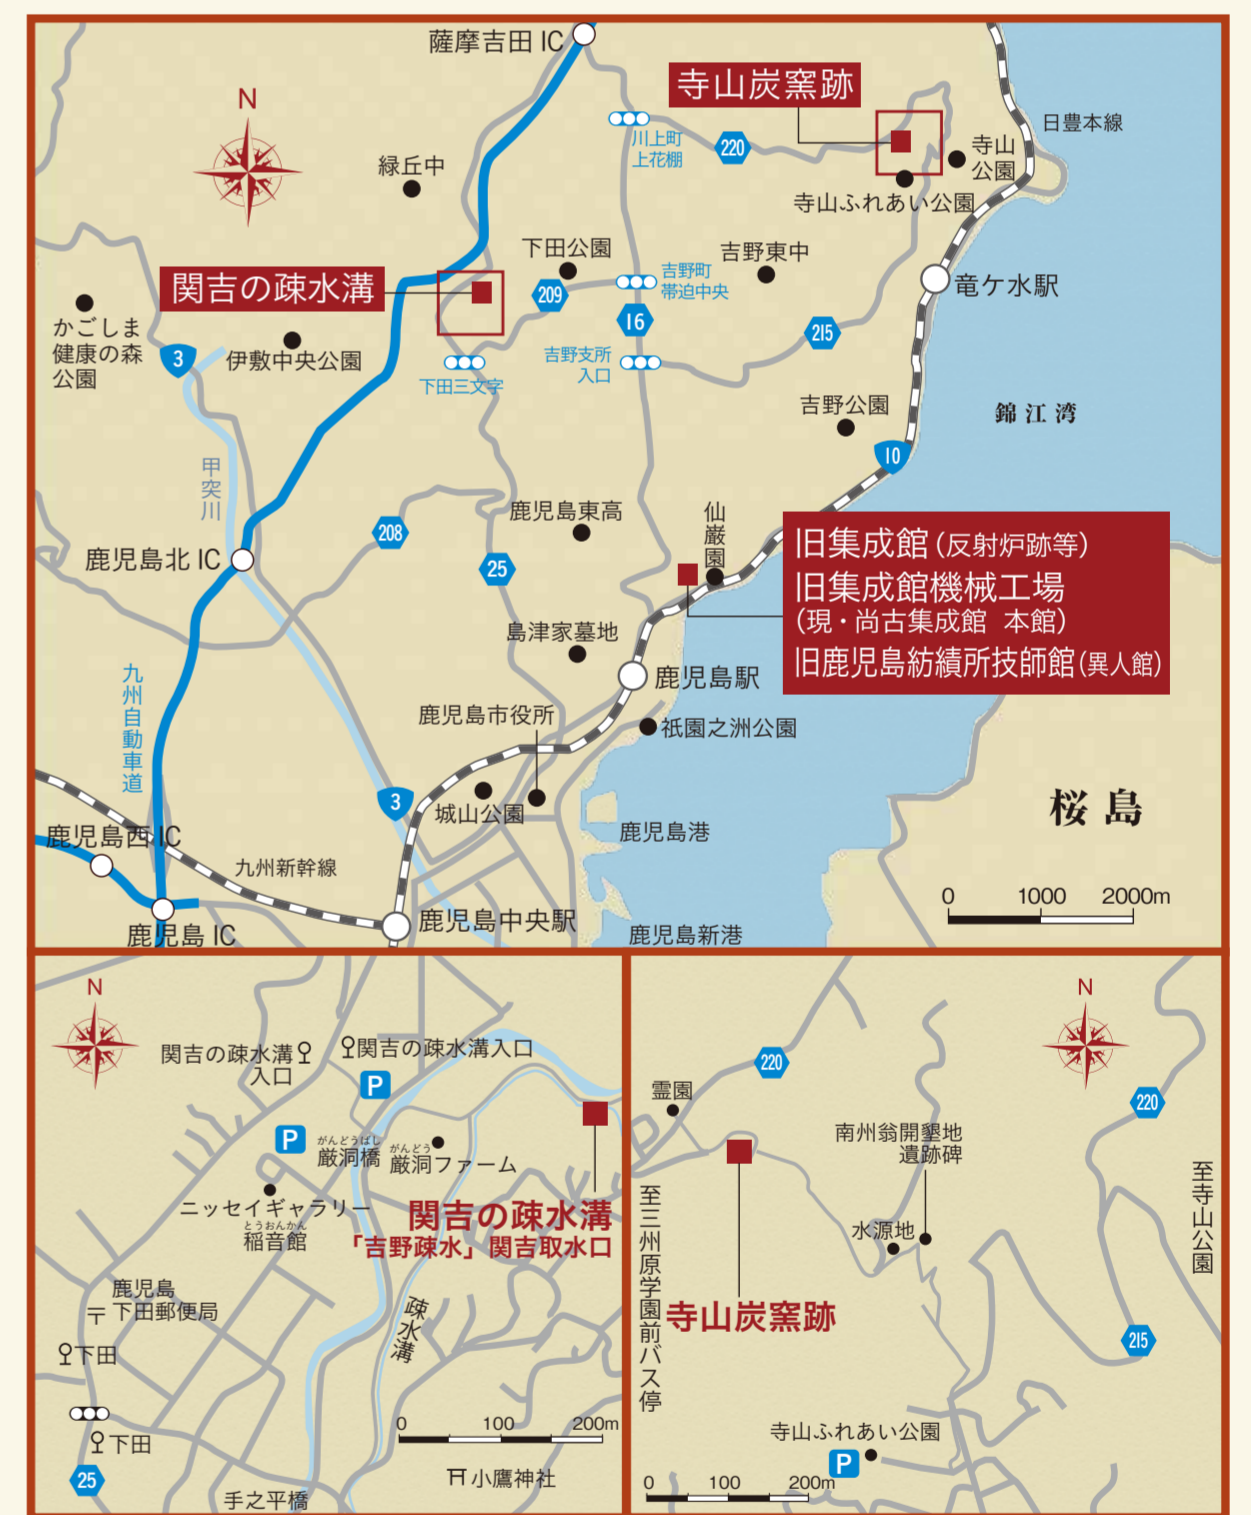 薩摩吉田 IC
寺山炭窯跡
N
川上町
上花棚
220
日豊本線
寺山
公園
緑丘中
寺山ふれあい公園
下田公園
吉野東中
関吉の疎水溝
209
吉野町
帯迫中央
竜ケ水駅
かごしま
健康の森
公園
3
伊敷中央公園
16
215
吉野支所
入口
下田三文字
吉野公園
錦江湾
10
甲突川
鹿児島東高
仙巌園
208
旧集成館(反射炉跡等)
旧集成館機械工場
(現・尚古集成館 本館)
旧鹿児島紡績所技師館(異人館)
鹿児島北 IC
25
島津家墓地
九州自動車道
鹿児島駅
鹿児島市役所
祇園之洲公園
3
城山公園
桜島
鹿児島港
鹿児島西 IC
九州新幹線
0 1000 2000m
鹿児島中央駅
鹿児島 IC
鹿児島新港
N
関吉の疎水溝
入口
関吉の疎水溝入口
P
P
がんどうばし
厳洞橋
がんどう
厳洞ファーム
ニッセイギャラリー
とうおんかん
稲音館
関吉の疎水溝
「吉野疎水」関吉取水口
鹿児島
〒下田郵便局
疎水溝
下田
下田
0 100 200m
25
小鷹神社
手之平橋
N
220
霊園
220
南州翁開墾地
遺跡碑
至三州原学園前バス停
至寺山公園
水源地
寺山炭窯跡
215
寺山ふれあい公園
P
0 100 200m